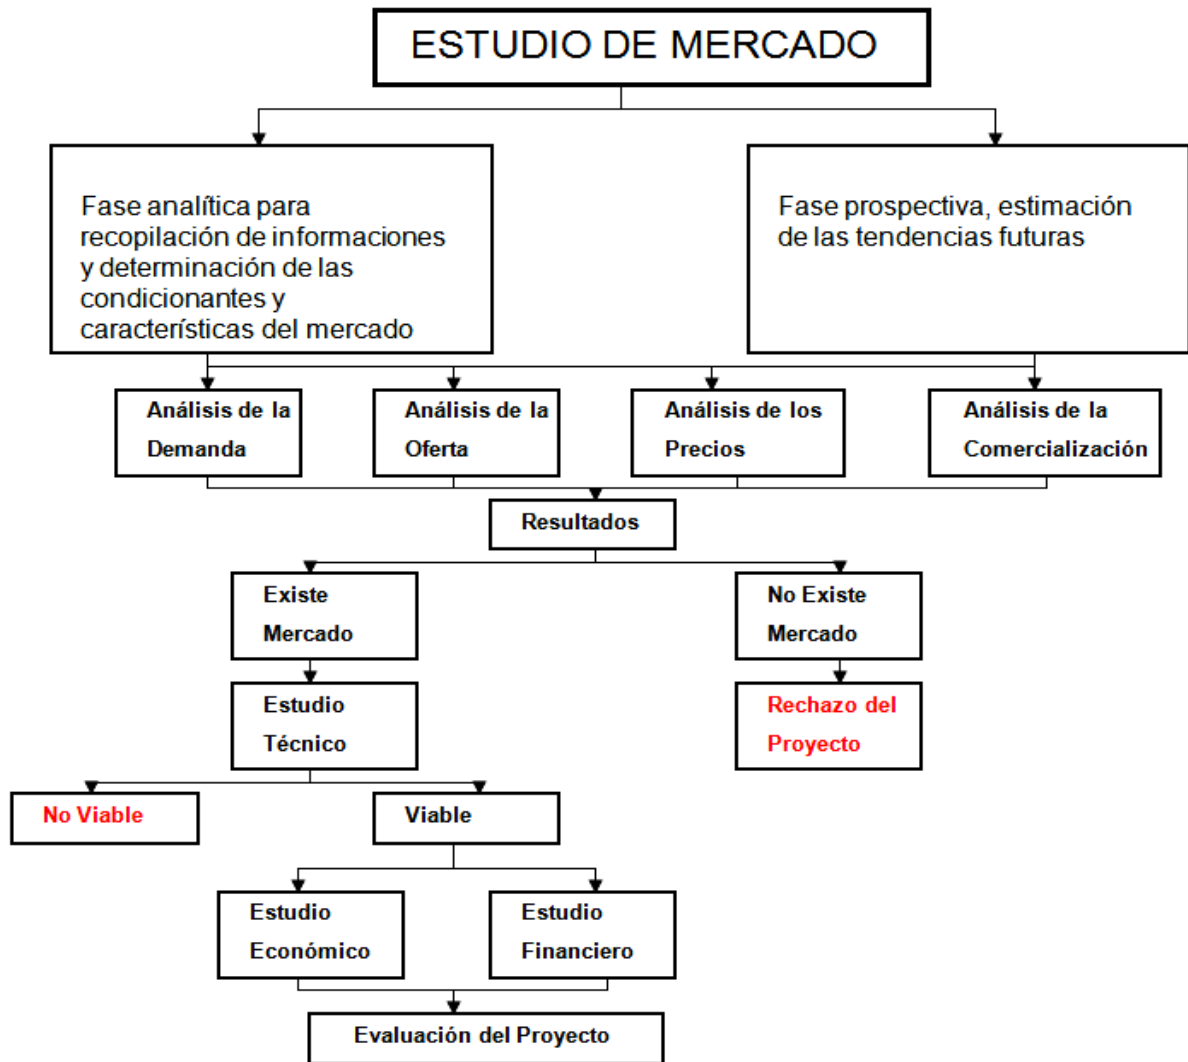 ESTUDIO DE MERCADO
Fase analítica para
recopilación de informaciones
y determinación de las
condicionantes y
características del mercado
Fase prospectiva, estimación
de las tendencias futuras
Análisis de la
Demanda
Análisis de la
Oferta
Análisis de los
Precios
Análisis de la
Comercialización
Resultados
Existe
Mercado
No Existe
Mercado
Estudio
Técnico
Rechazo del
Proyecto
No Viable
Viable
Estudio
Económico
Estudio
Financiero
Evaluación del Proyecto